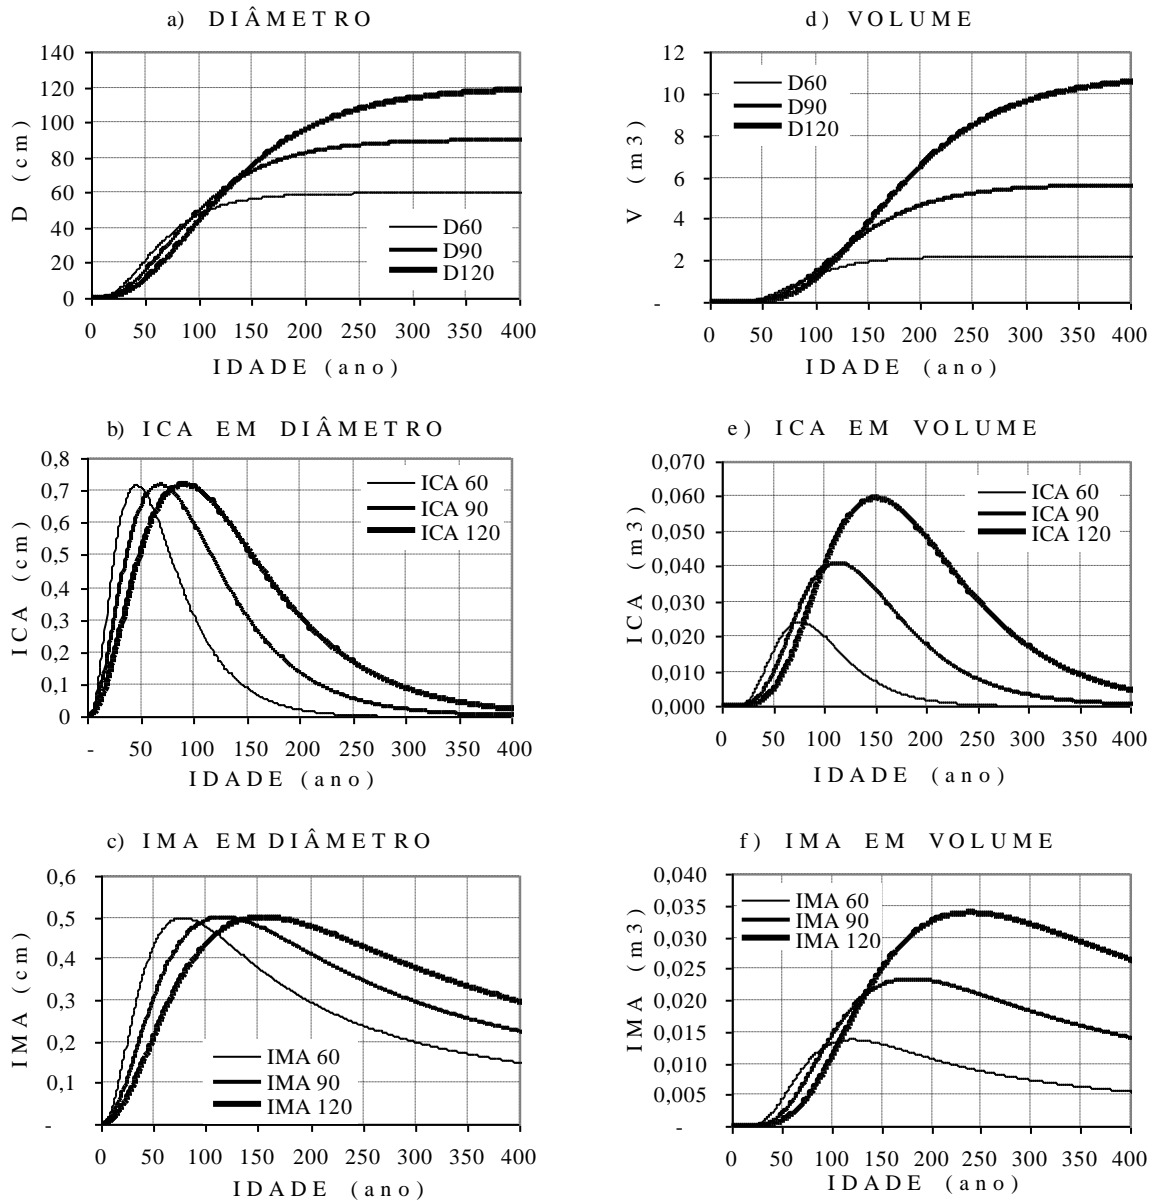 a) DIÂMETRO
140
120
100
80
60
40
20
0
D (cm)
D60
D90
D120
0 50 100 150 200 250 300 350 400
IDADE (ano)
d) VOLUME
12
10
8
6
4
2
-
V (m3)
D60
D90
D120
0 50 100 150 200 250 300 350 400
IDADE (ano)
b) ICA EM DIÂMETRO
0,8
0,7
0,6
0,5
0,4
0,3
0,2
0,1
0
ICA (cm)
ICA 60
ICA 90
ICA 120
- 50 100 150 200 250 300 350 400
IDADE (ano)
e) ICA EM VOLUME
0,070
0,060
0,050
0,040
0,030
0,020
0,010
0,000
ICA (m3)
ICA 60
ICA 90
ICA 120
0 50 100 150 200 250 300 350 400
IDADE (ano)
c) IMA EM DIÂMETRO
0,6
0,5
0,4
0,3
0,2
0,1
-
IMA (cm)
IMA 60
IMA 90
IMA 120
0 50 100 150 200 250 300 350 400
IDADE (ano)
f) IMA EM VOLUME
0,040
0,035
0,030
0,025
0,020
0,015
0,010
0,005
-
IMA (m3)
IMA 60
IMA 90
IMA 120
0 50 100 150 200 250 300 350 400
IDADE (ano)